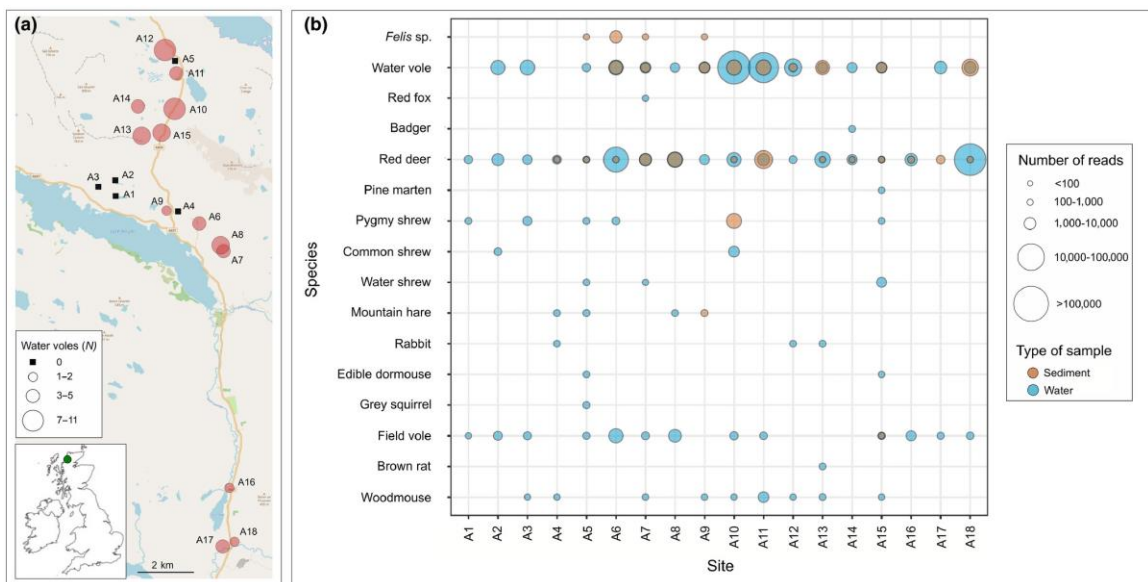 (a)
A12
A5
A11
A14
A10
A13
A15
A3
A2
A1
A9
A4
A6
A8
A7
Water voles (N)
0
1–2
3–5
7–11
A16
A17
A18
2 km
(b)
Species
Felis sp.
Water vole
Red fox
Badger
Red deer
Pine marten
Pygmy shrew
Common shrew
Water shrew
Mountain hare
Rabbit
Edible dormouse
Grey squirrel
Field vole
Brown rat
Woodmouse
A1 A2 A3 A4 A5 A6 A7 A8 A9 A10 A11 A12 A13 A14 A15 A16 A17 A18
Site
Number of reads
<100
100-1,000
1,000-10,000
10,000-100,000
>100,000
Type of sample
Sediment
Water